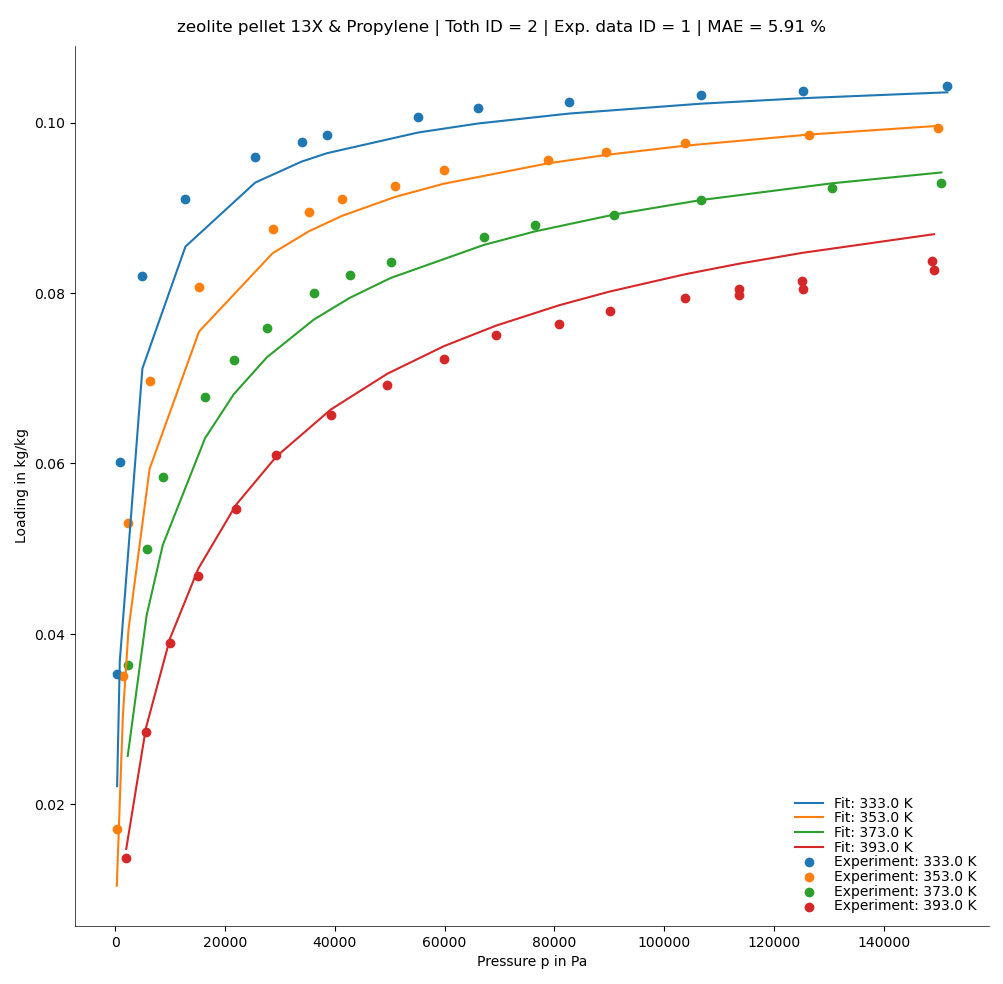 zeolite pellet 13X & Propylene | Toth ID = 2 | Exp. data ID = 1 | MAE = 5.91 %
0.10
0.08
0.06
0.04
0.02
Loading in kg/kg
0 20000 40000 60000 80000 100000 120000 140000
Pressure p in Pa
Fit: 333.0 K
Fit: 353.0 K
Fit: 373.0 K
Fit: 393.0 K
Experiment: 333.0 K
Experiment: 353.0 K
Experiment: 373.0 K
Experiment: 393.0 K